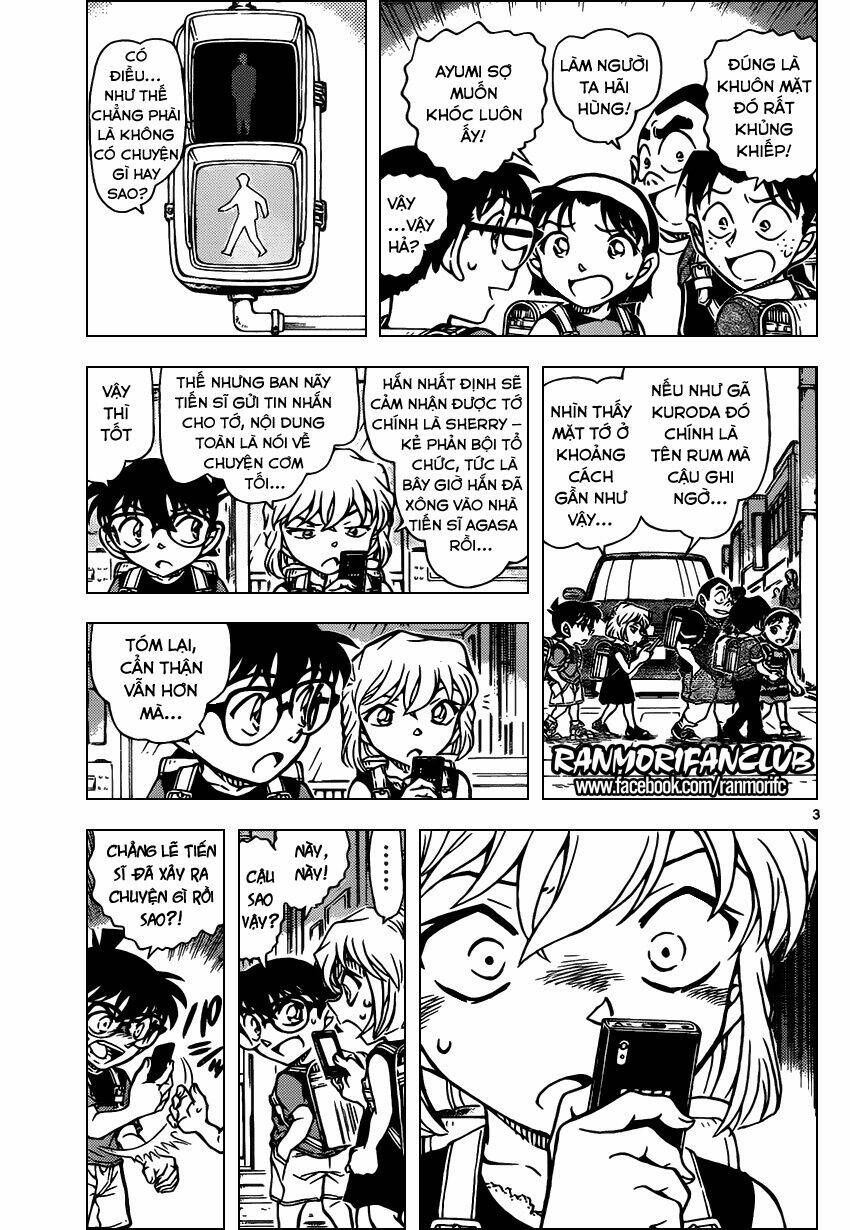 ĐÚNG LÀ
KHUÔN MẶT
ĐÓ RẤT
KHỦNG
KHIẾP!
LÀM NGƯỜI
TA HÃI
HÙNG!
AYUMI SỢ
MUỐN
KHÓC LUÔN
ẤY!
VẬY
...VẬY
HẢ?
CÓ
ĐIỀU...
NHƯ THẾ
CHẲNG PHẢI
LÀ KHÔNG
CÓ CHUYỆN
GÌ HAY
SAO?
NẾU NHƯ GÃ
KURODA ĐÓ
CHÍNH LÀ
TÊN RUM MÀ
CẬU GHI
NGỜ...
NHÌN THẤY
MẶT TỚ Ở
KHOẢNG
CÁCH
GẦN NHƯ
VẬY...
HẮN NHẤT ĐỊNH SẼ
CẢM NHẬN ĐƯỢC TỚ
CHÍNH LÀ SHERRY –
KẺ PHẢN BỘI TỔ
CHỨC, TỨC LÀ
BÂY GIỜ HẮN ĐÃ
XÔNG VÀO NHÀ
TIẾN SĨ AGASA
RỒI...
THẾ NHƯNG BAN NÃY
TIẾN SĨ GỬI TIN NHẮN
CHO TỚ, NỘI DUNG
TOÀN LÀ NÓI VỀ
CHUYỆN CƠM
TỐI...
VẬY
THÌ
TỐT
TÓM LẠI,
CẨN THẬN
VẪN HƠN
MÀ...
RANMORIFANCLUB
www.facebook.com/ranmorifc
3
......
NÀY,
NÀY!
CẬU
SAO
VẬY?
CHẲNG LẼ TIẾN
SĨ ĐÃ XẢY RA
CHUYỆN GÌ RỒI
SAO?!